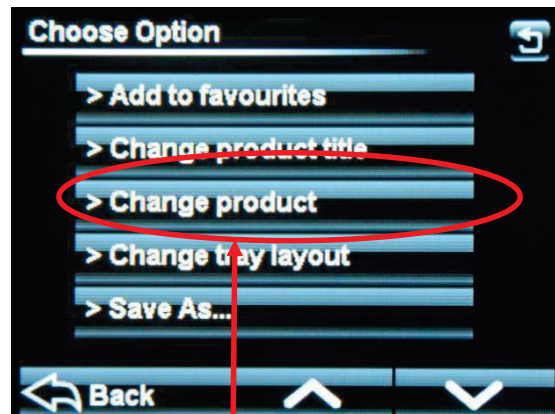 Choose Option
> Add to favourites
> Change product title
> Change product
> Change tray layout
> Save As...
Back